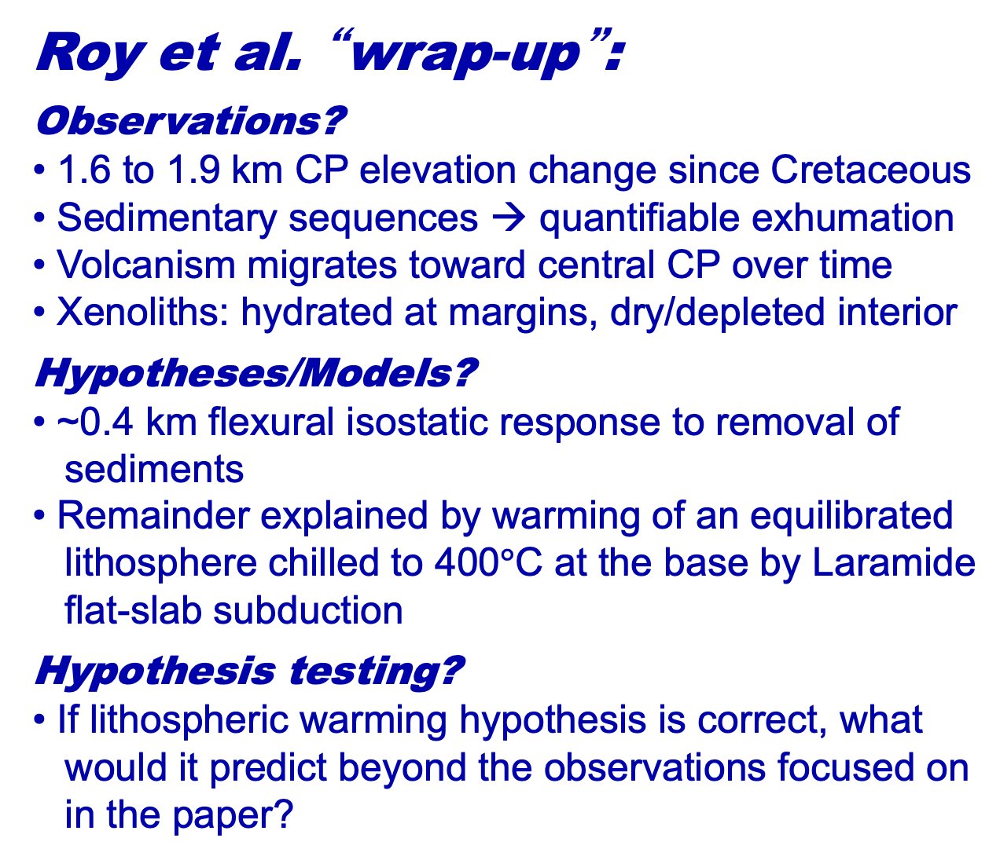 Roy et al. “wrap-up”:
Observations?
• 1.6 to 1.9 km CP elevation change since Cretaceous
• Sedimentary sequences → quantifiable exhumation
• Volcanism migrates toward central CP over time
• Xenoliths: hydrated at margins, dry/depleted interior
Hypotheses/Models?
• ~0.4 km flexural isostatic response to removal of
sediments
• Remainder explained by warming of an equilibrated
lithosphere chilled to 400°C at the base by Laramide
flat-slab subduction
Hypothesis testing?
• If lithospheric warming hypothesis is correct, what
would it predict beyond the observations focused on
in the paper?